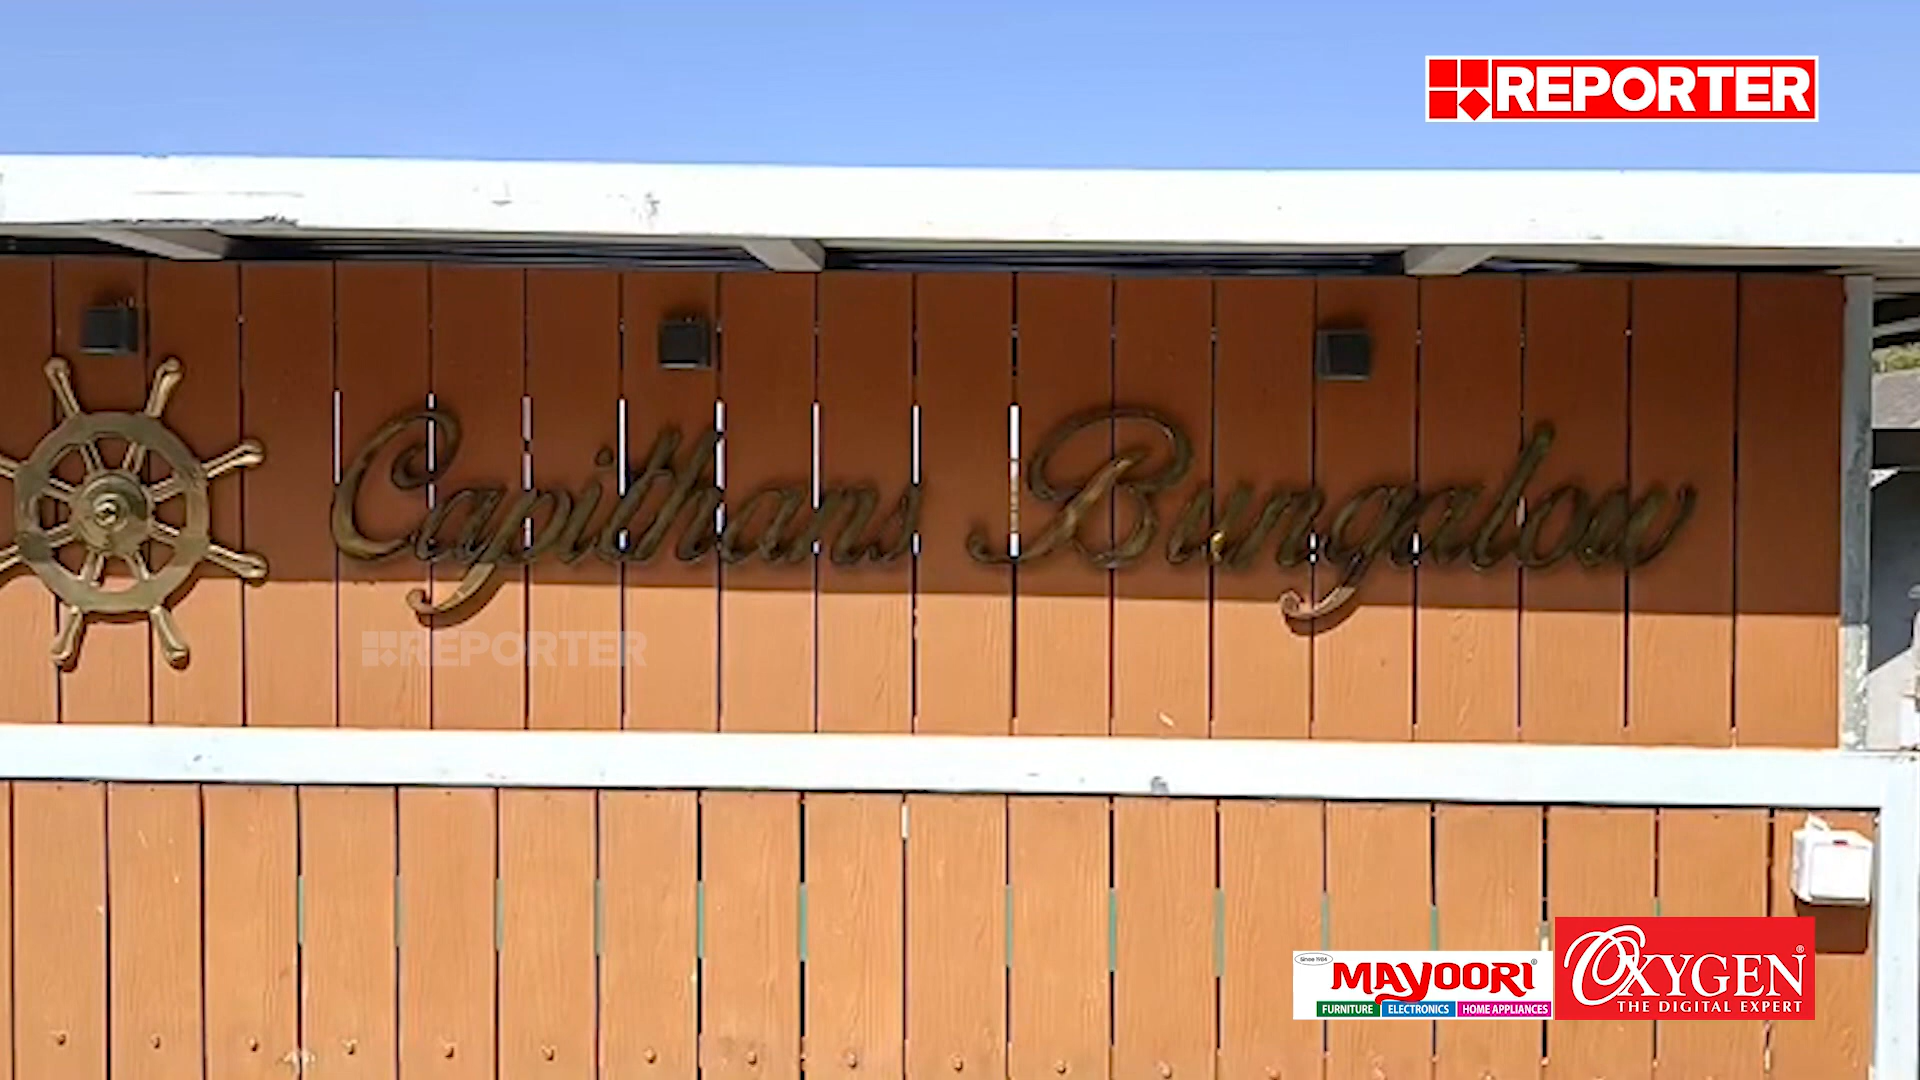 REPORTER
Capithans Bungalow
REPORTER
Since 1984
MAYOORI
FURNITURE ELECTRONICS HOME APPLIANCES
OXYGEN®
THE DIGITAL EXPERT